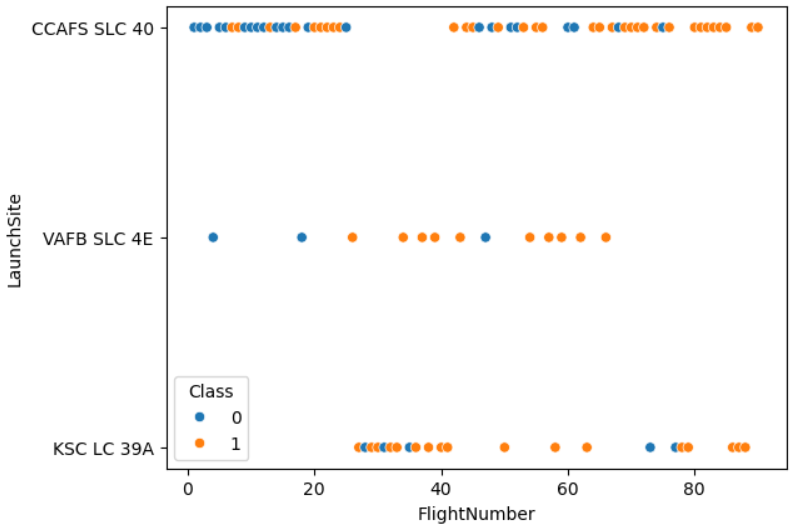 CCAFS SLC 40
VAFB SLC 4E
KSC LC 39A
LaunchSite
Class
0
1
0 20 40 60 80
FlightNumber